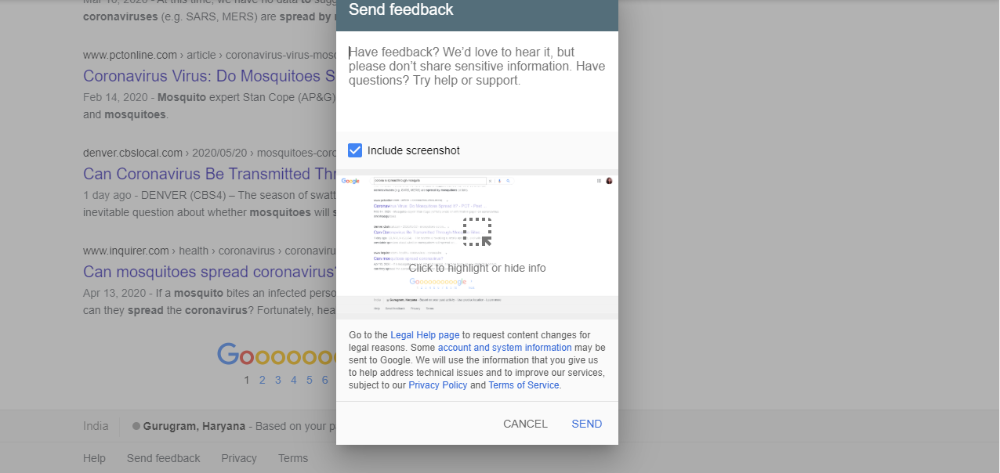 Mar 16, 2020 - At this time, we have no data to sugg
coronaviruses (e.g. SARS, MERS) are spread by
www.pctonline.com › article › coronavirus-virus-mosq
Coronavirus Virus: Do Mosquitoes S
Feb 14, 2020 - Mosquito expert Stan Cope (AP&G)
and mosquitoes.
denver.cbslocal.com › 2020/05/20 › mosquitoes-coro
Can Coronavirus Be Transmitted Thr
1 day ago - DENVER (CBS4) – The season of swatt
inevitable question about whether mosquitoes will s
www.inquirer.com › health › coronavirus › coronaviru
Can mosquitoes spread coronavirus?
Apr 13, 2020 - If a mosquito bites an infected perso
can they spread the coronavirus? Fortunately, hea
Gooooooo
1 2 3 4 5 6
India
Gurugram, Haryana - Based on your p
Help Send feedback Privacy Terms
Send feedback
Have feedback? We’d love to hear it, but
please don’t share sensitive information. Have
questions? Try help or support.
Include screenshot
Google
Click to highlight or hide info
Go to the Legal Help page to request content changes for
legal reasons. Some account and system information may be
sent to Google. We will use the information that you give us
to help address technical issues and to improve our services,
subject to our Privacy Policy and Terms of Service.
CANCEL SEND